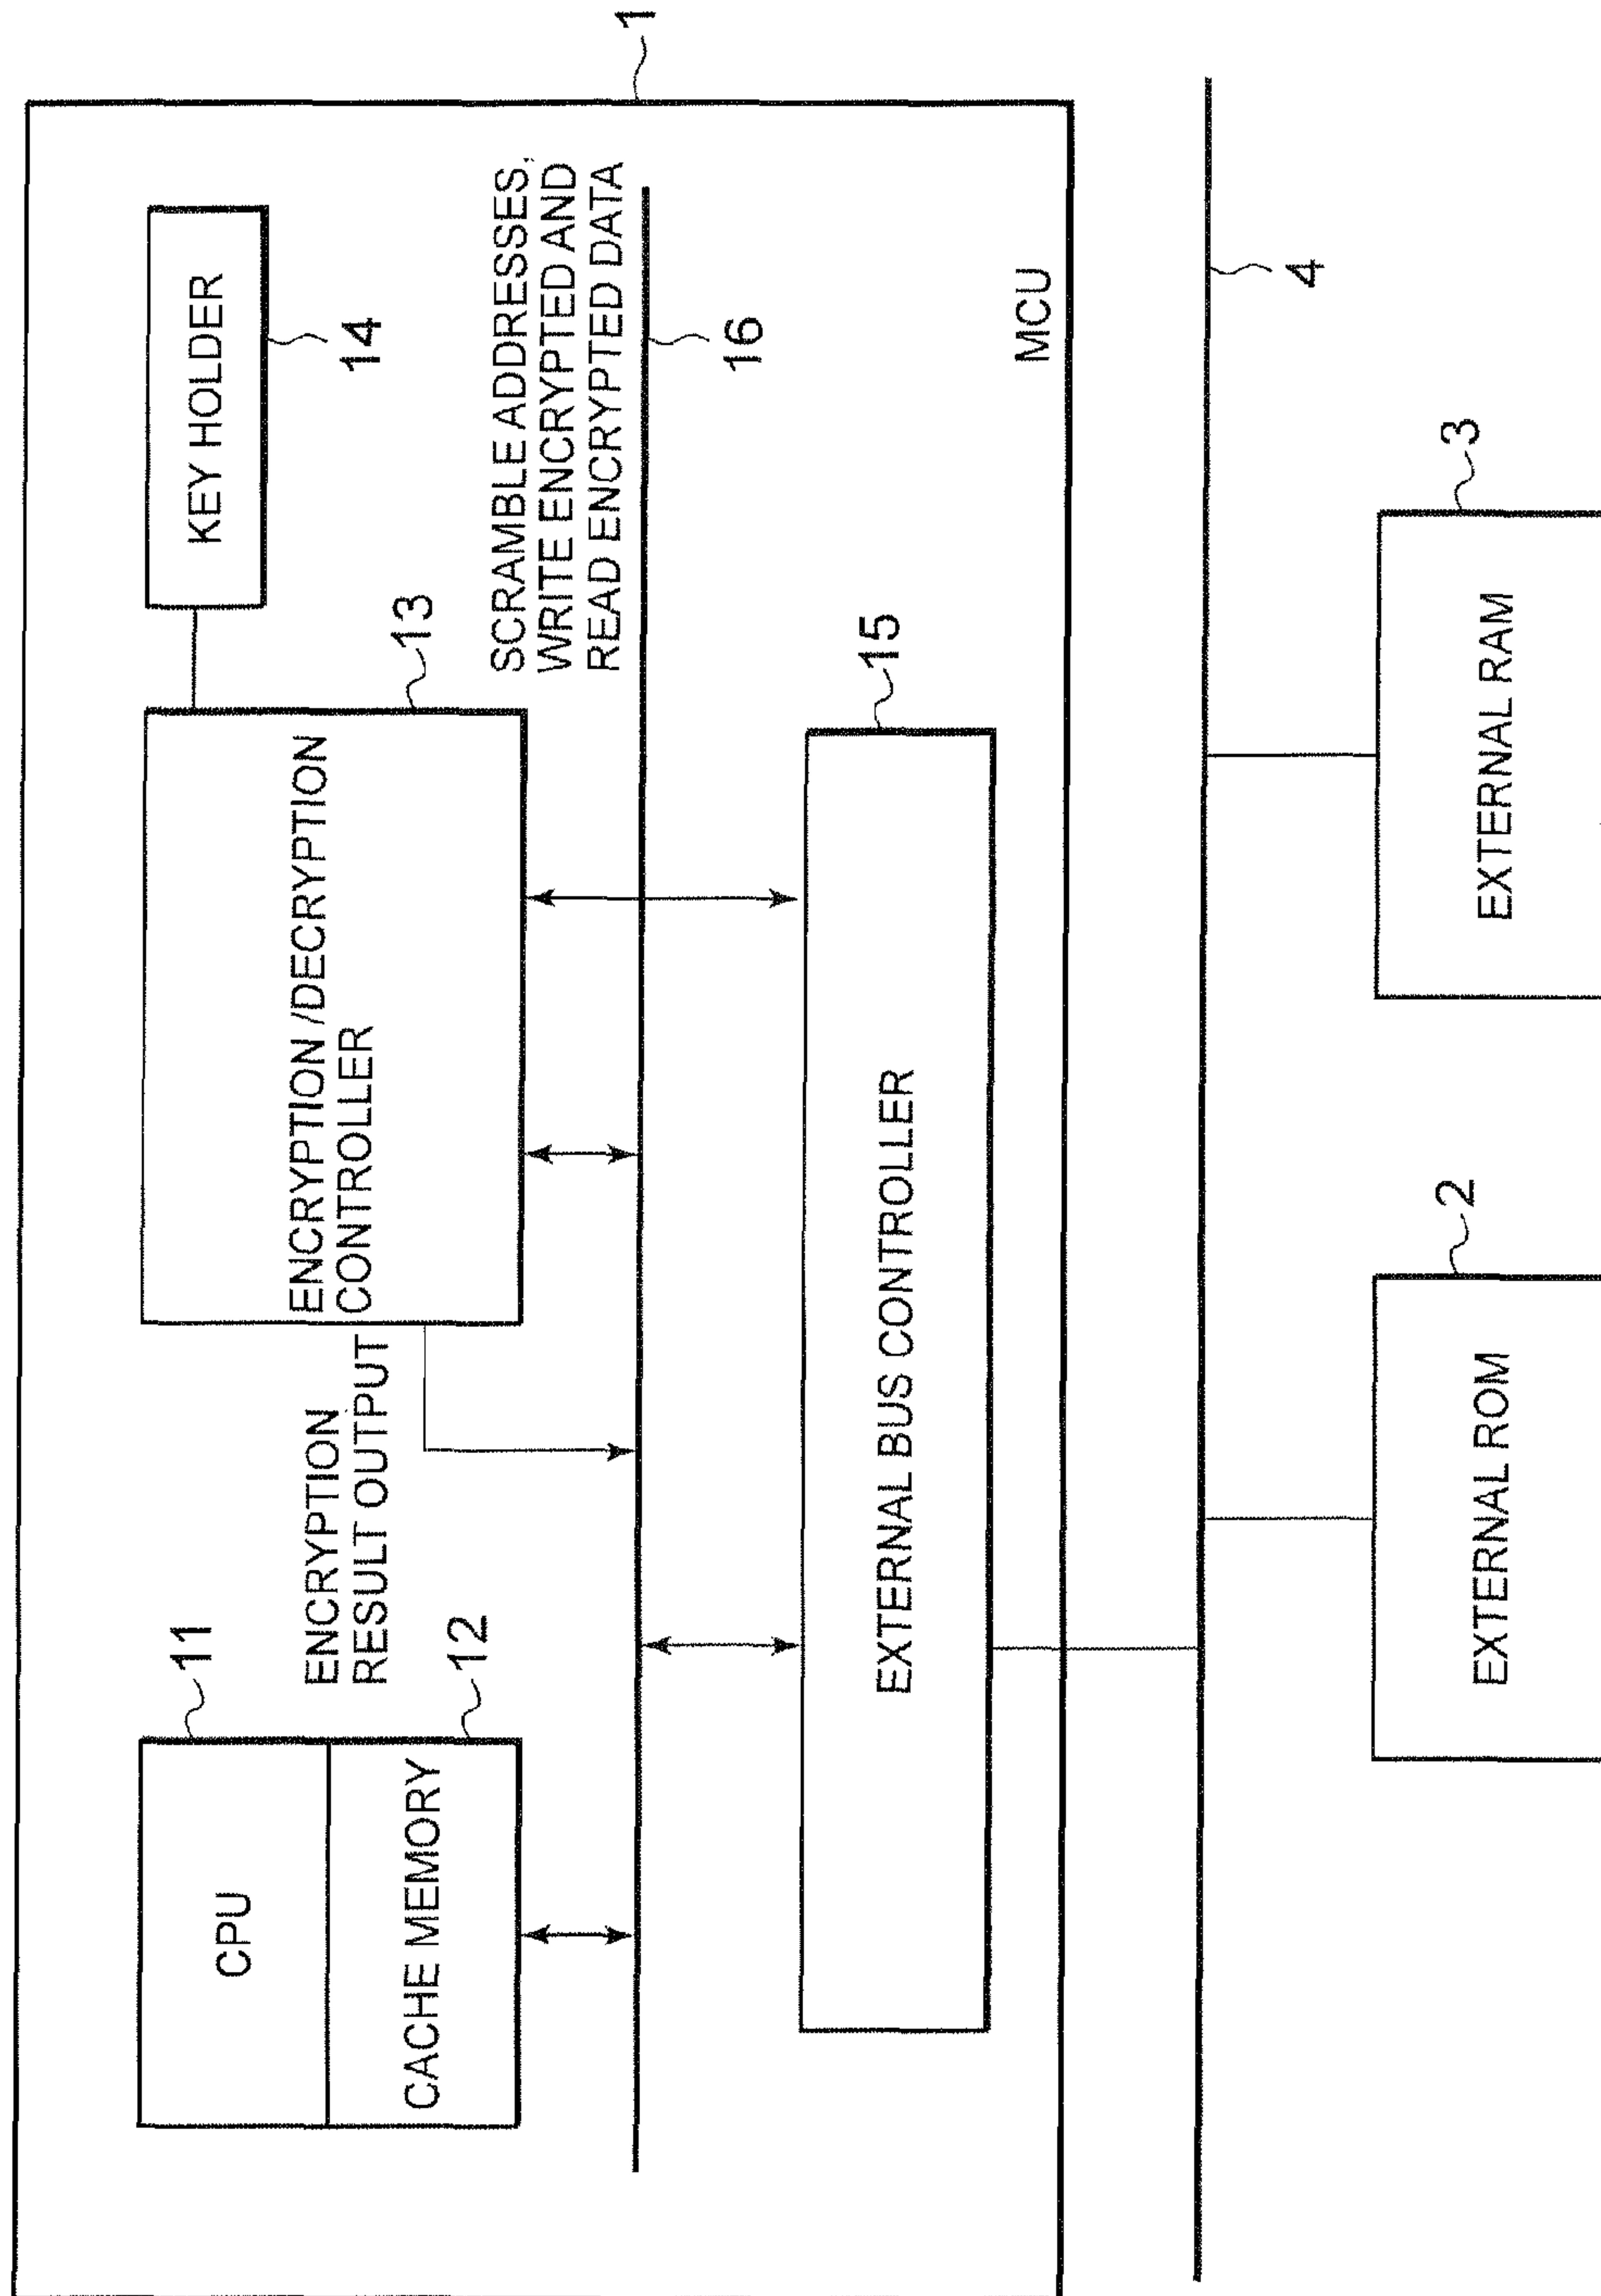 1
11
CPU
12
CACHE MEMORY
ENCRYPTION
RESULT OUTPUT
ENCRYPTION /DECRYPTION
CONTROLLER
13
KEY HOLDER
14
SCRAMBLE ADDRESSES,
WRITE ENCRYPTED AND
READ ENCRYPTED DATA
16
15
EXTERNAL BUS CONTROLLER
MCU
4
2
EXTERNAL ROM
3
EXTERNAL RAM